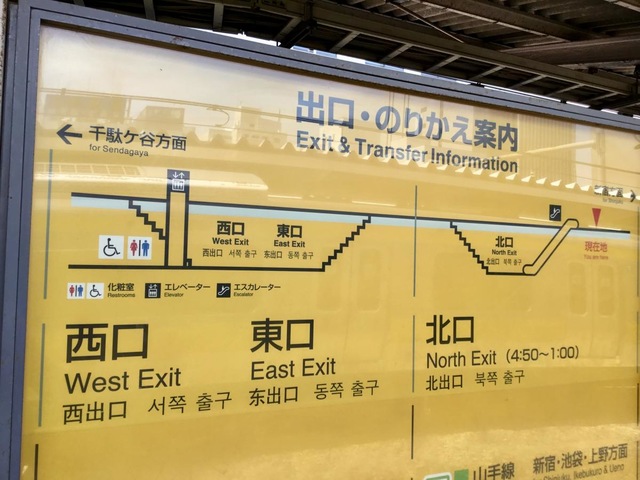 出口・のりかえ案内
Exit & Transfer Information
← 千駄ケ谷方面
for Sendagaya
西口
West Exit
西出口 서쪽 출구
東口
East Exit
东出口 동쪽 출구
北口
North Exit
北出口 북쪽 출구
現在地
化粧室
Restrooms
エレベーター
Elevator
エスカレーター
Escalator
西口
West Exit
西出口 서쪽 출구
東口
East Exit
东出口 동쪽 출구
北口
North Exit (4:50〜1:00)
北出口 북쪽 출구
山手線
新宿・池袋・上野方面
Shinjuku, Ikebukuro & Ueno